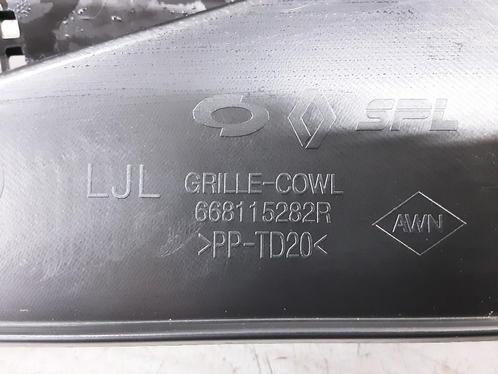 SPL
LJL GRILLE-COWL
668115282R
>PP-TD20<
AWN